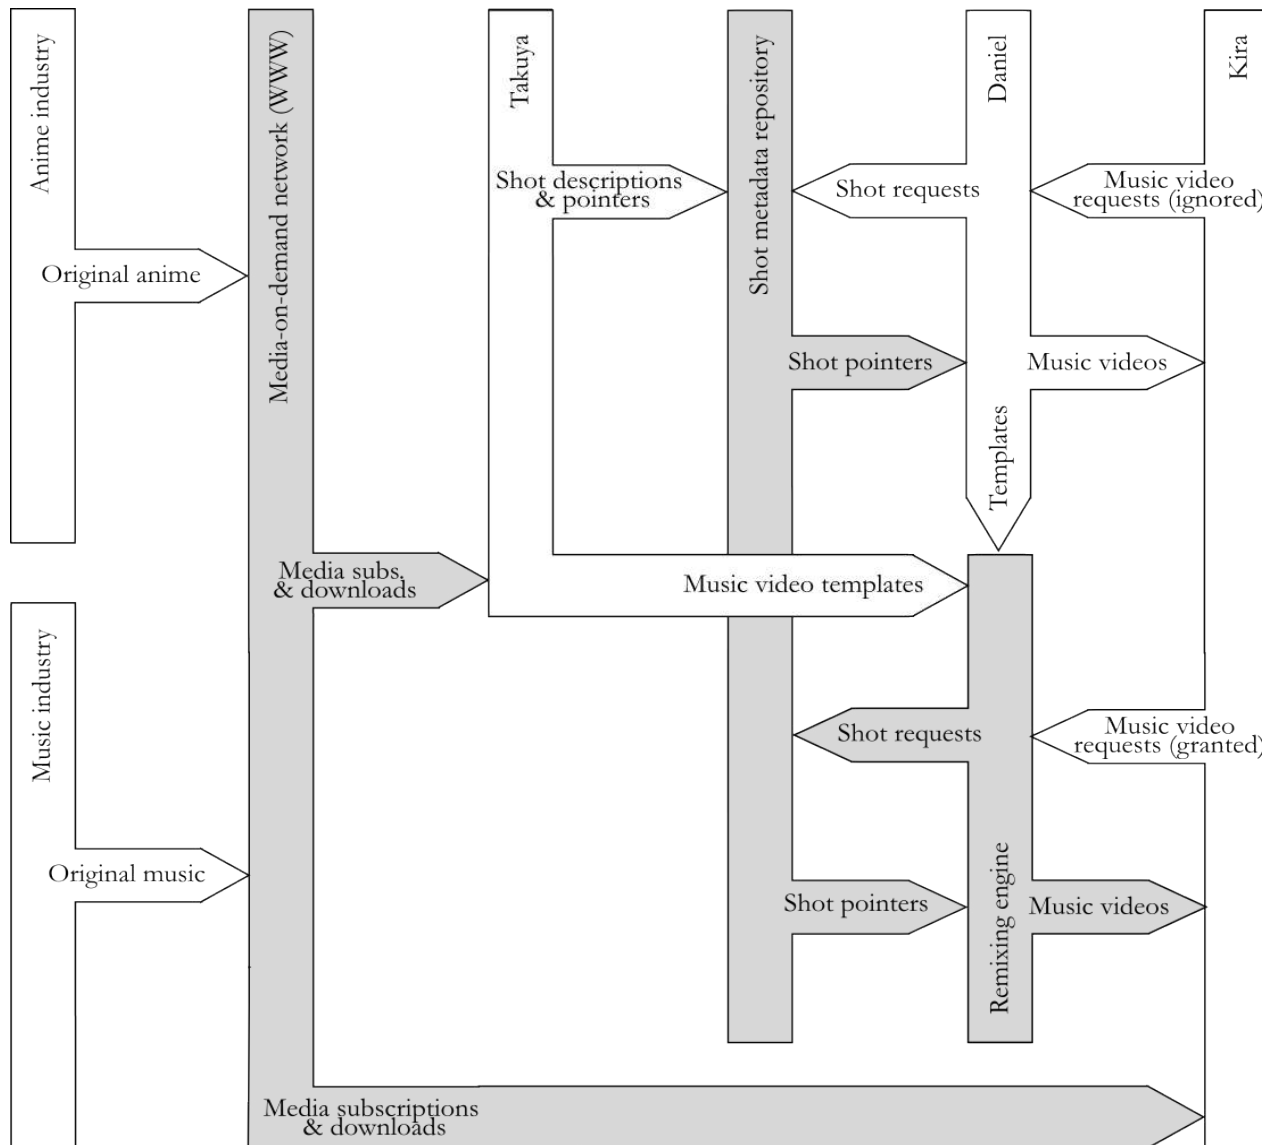 Anime industry
Media-on-demand network (WWW)
Takuya
Shot metadata repository
Daniel
Kira
Shot descriptions
& pointers
Shot requests
Music video
requests (ignored)
Original anime
Shot pointers
Music videos
Templates
Media subs.
& downloads
Music video templates
Music industry
Shot requests
Music video
requests (granted)
Original music
Shot pointers
Remixing engine
Music videos
Media subscriptions
& downloads